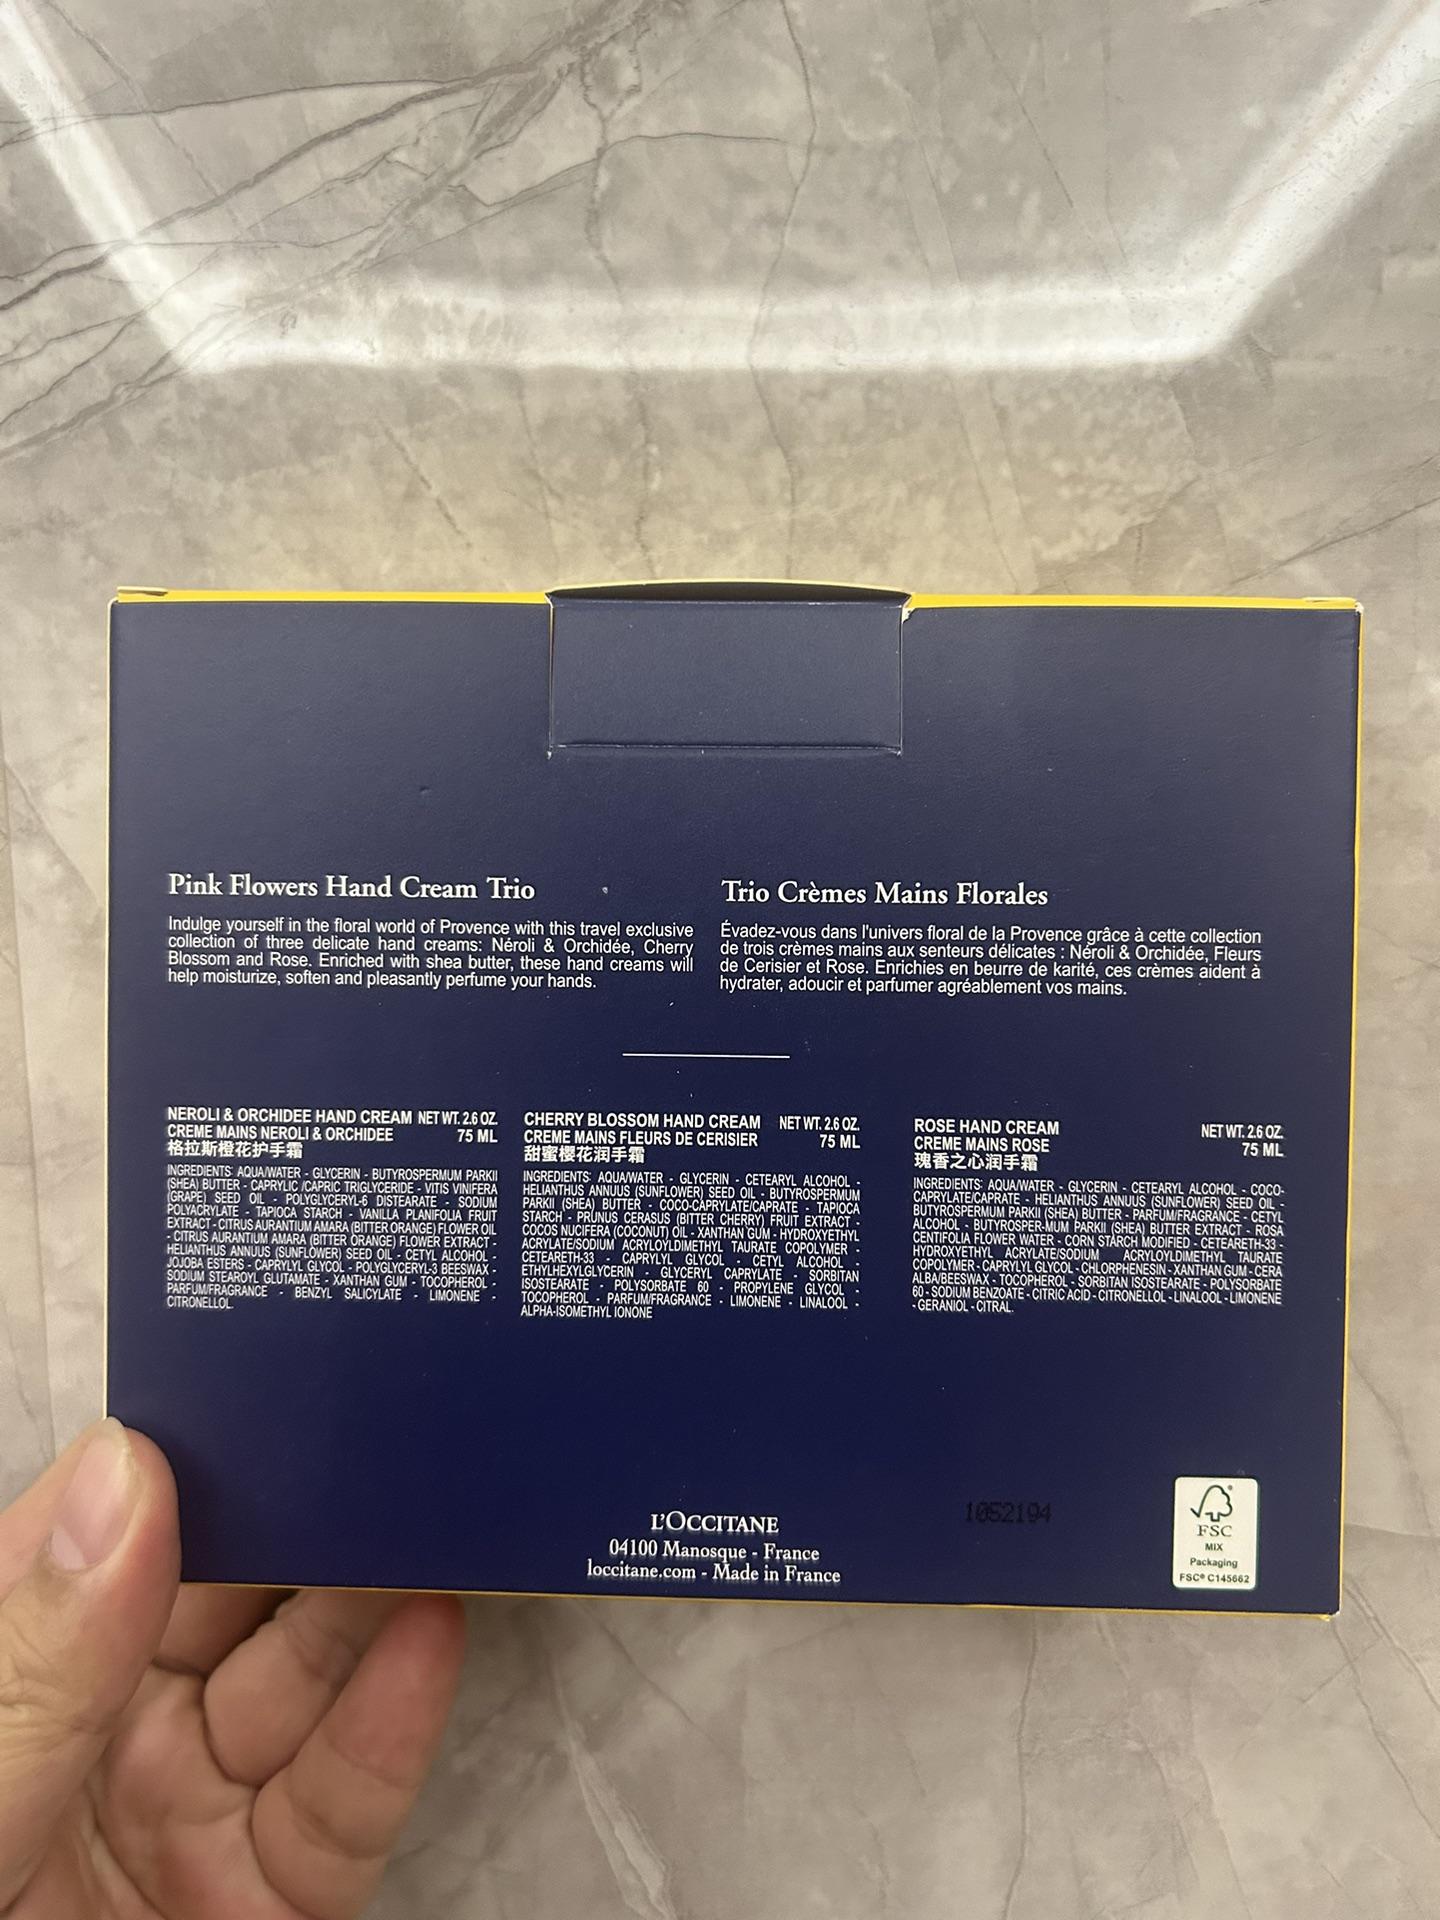 Pink Flowers Hand Cream Trio
Indulge yourself in the floral world of Provence with this travel exclusive
collection of three delicate hand creams: Néroli & Orchidée, Cherry
Blossom and Rose. Enriched with shea butter, these hand creams will
help moisturize, soften and pleasantly perfume your hands.
Trio Crèmes Mains Florales
Évadez-vous dans l'univers floral de la Provence grâce à cette collection
de trois crèmes mains aux senteurs délicates : Néroli & Orchidée, Fleurs
de Cerisier et Rose. Enrichies en beurre de karité, ces crèmes aident à
hydrater, adoucir et parfumer agréablement vos mains.
NEROLI & ORCHIDEE HAND CREAM NET WT. 2.6 OZ.
CREME MAINS NEROLI & ORCHIDEE 75 ML
格拉斯橙花护手霜
INGREDIENTS: AQUA/WATER - GLYCERIN - BUTYROSPERMUM PARKII
(SHEA) BUTTER - CAPRYLIC /CAPRIC TRIGLYCERIDE - VITIS VINIFERA
(GRAPE) SEED OIL - POLYGLYCERYL-6 DISTEARATE - SODIUM
POLYACRYLATE - TAPIOCA STARCH - VANILLA PLANIFOLIA FRUIT
EXTRACT - CITRUS AURANTIUM AMARA (BITTER ORANGE) FLOWER OIL
- CITRUS AURANTIUM AMARA (BITTER ORANGE) FLOWER EXTRACT -
HELIANTHUS ANNUUS (SUNFLOWER) SEED OIL - CETYL ALCOHOL -
JOJOBA ESTERS - CAPRYLYL GLYCOL - POLYGLYCERYL-3 BEESWAX -
SODIUM STEAROYL GLUTAMATE - XANTHAN GUM - TOCOPHEROL -
PARFUM/FRAGRANCE - BENZYL SALICYLATE - LIMONENE -
CITRONELLOL.
CHERRY BLOSSOM HAND CREAM NET WT. 2.6 OZ.
CREME MAINS FLEURS DE CERISIER 75 ML
甜蜜樱花润手霜
INGREDIENTS: AQUA/WATER - GLYCERIN - CETEARYL ALCOHOL -
HELIANTHUS ANNUUS (SUNFLOWER) SEED OIL - BUTYROSPERMUM
PARKII (SHEA) BUTTER - COCO-CAPRYLATE/CAPRATE - TAPIOCA
STARCH - PRUNUS CERASUS (BITTER CHERRY) FRUIT EXTRACT -
COCOS NUCIFERA (COCONUT) OIL - XANTHAN GUM - HYDROXYETHYL
ACRYLATE/SODIUM ACRYLOYLDIMETHYL TAURATE COPOLYMER -
CETEARETH-33 - CAPRYLYL GLYCOL - CETYL ALCOHOL -
ETHYLHEXYLGLYCERIN - GLYCERYL CAPRYLATE - SORBITAN
ISOSTEARATE - POLYSORBATE 60 - PROPYLENE GLYCOL -
TOCOPHEROL - PARFUM/FRAGRANCE - LIMONENE - LINALOOL -
ALPHA-ISOMETHYL IONONE
ROSE HAND CREAM NET WT. 2.6 OZ.
CREME MAINS ROSE 75 ML
瑰香之心润手霜
INGREDIENTS: AQUA/WATER - GLYCERIN - CETEARYL ALCOHOL - COCO-
CAPRYLATE/CAPRATE - HELIANTHUS ANNUUS (SUNFLOWER) SEED OIL -
BUTYROSPERMUM PARKII (SHEA) BUTTER - PARFUM/FRAGRANCE - CETYL
ALCOHOL - BUTYROSPER-MUM PARKII (SHEA) BUTTER EXTRACT - ROSA
CENTIFOLIA FLOWER WATER - CORN STARCH MODIFIED - CETEARETH-33 -
HYDROXYETHYL ACRYLATE/SODIUM ACRYLOYLDIMETHYL TAURATE
COPOLYMER - CAPRYLYL GLYCOL - CHLORPHENESIN - XANTHAN GUM - CERA
ALBA/BEESWAX - TOCOPHEROL - SORBITAN ISOSTEARATE - POLYSORBATE
60 - SODIUM BENZOATE - CITRIC ACID - CITRONELLOL - LINALOOL - LIMONENE
- GERANIOL - CITRAL.
L'OCCITANE
04100 Manosque - France
loccitane.com - Made in France
1052194
FSC
MIX
Packaging
FSC® C145662